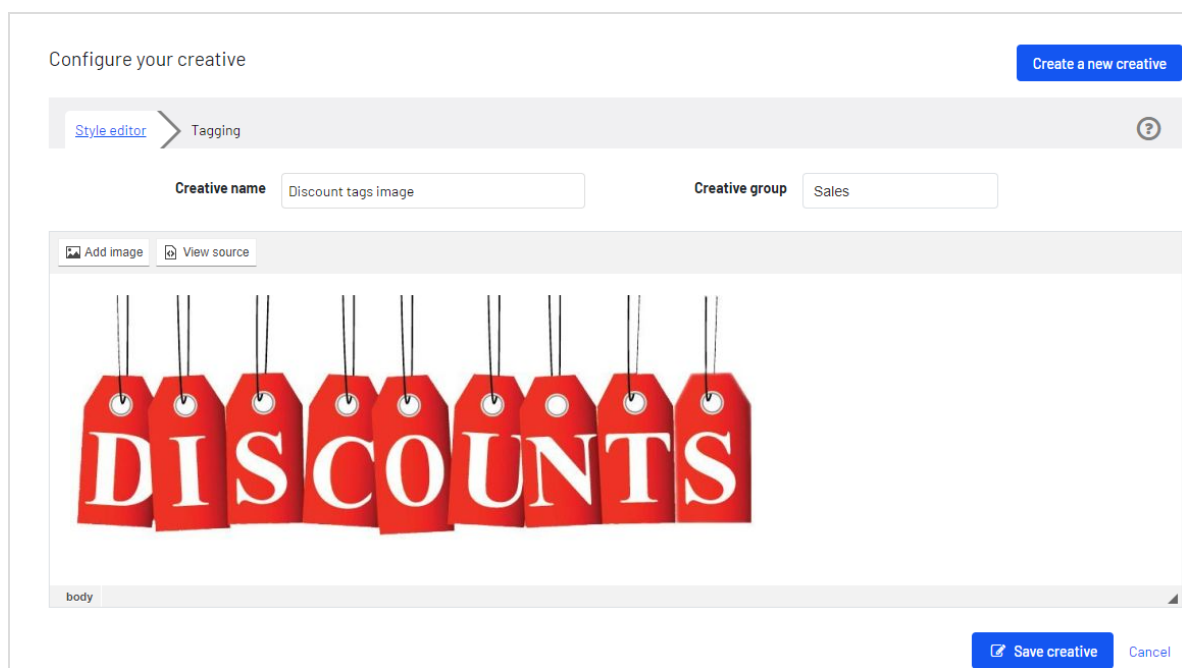 Configure your creative
Create a new creative
Style editor
Tagging
?
Creative name
Discount tags image
Creative group
Sales
Add image
View source
DISCOUNTS
body
Save creative
Cancel